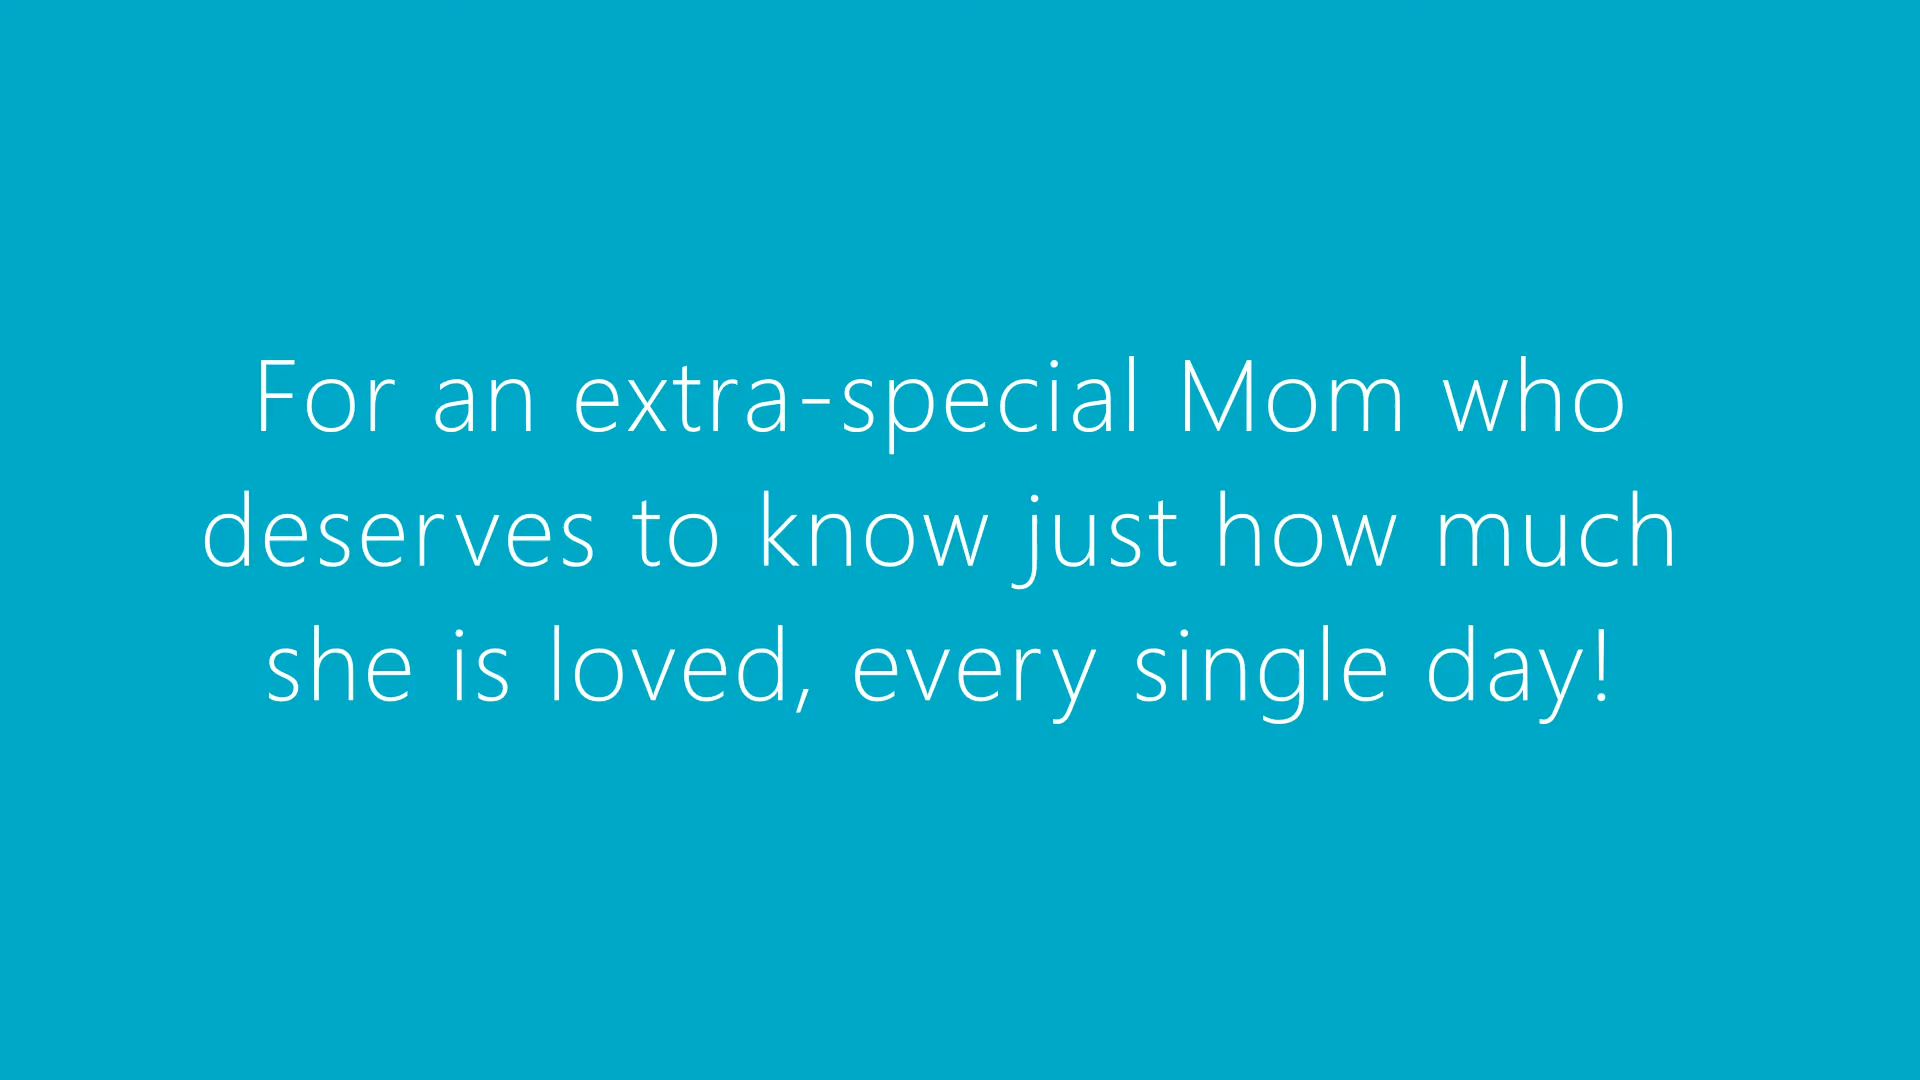 For an extra-special Mom who
deserves to know just how much
she is loved, every single day!